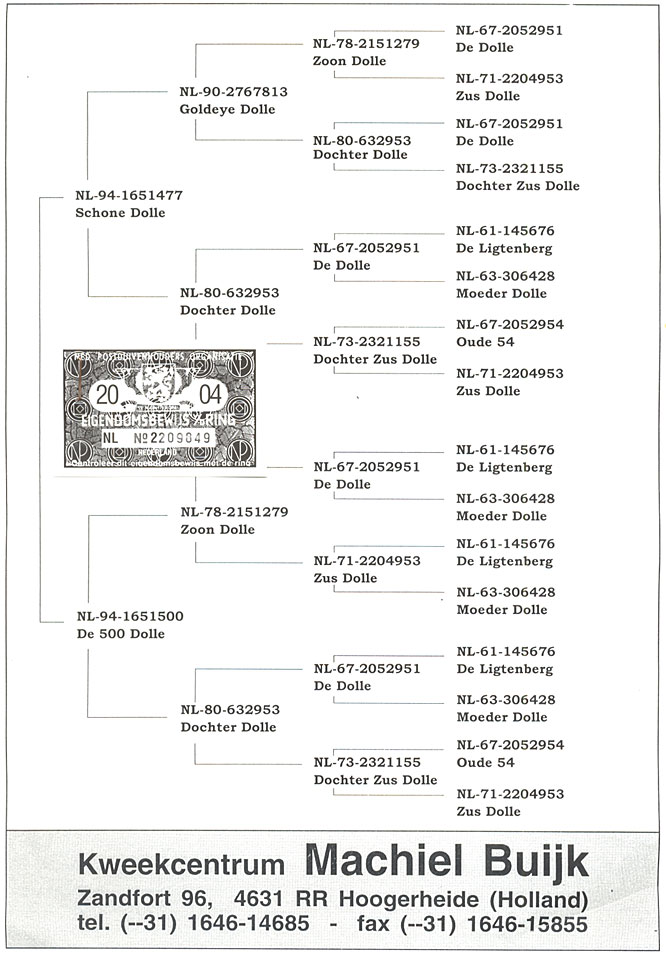 NL-67-2052951
De Dolle
NL-78-2151279
Zoon Dolle
NL-71-2204953
Zus Dolle
NL-90-2767813
Goldeye Dolle
NL-67-2052951
De Dolle
NL-80-632953
Dochter Dolle
NL-73-2321155
Dochter Zus Dolle
NL-94-1651477
Schone Dolle
NL-61-145676
De Ligtenberg
NL-67-2052951
De Dolle
NL-63-306428
Moeder Dolle
NL-80-632953
Dochter Dolle
NL-67-2052954
Oude 54
NL-73-2321155
Dochter Zus Dolle
NL-71-2204953
Zus Dolle
NED. POSTDUIVENHOUDERS ORGANISATIE
20 04
EIGENDOMSBEWIJS V/RING
NL Nº 2209849
NEDERLAND
Controleer dit eigendomsbewijs met de ring
NL-61-145676
De Ligtenberg
NL-67-2052951
De Dolle
NL-63-306428
Moeder Dolle
NL-78-2151279
Zoon Dolle
NL-61-145676
De Ligtenberg
NL-71-2204953
Zus Dolle
NL-63-306428
Moeder Dolle
NL-94-1651500
De 500 Dolle
NL-61-145676
De Ligtenberg
NL-67-2052951
De Dolle
NL-63-306428
Moeder Dolle
NL-80-632953
Dochter Dolle
NL-67-2052954
Oude 54
NL-73-2321155
Dochter Zus Dolle
NL-71-2204953
Zus Dolle
Kweekcentrum Machiel Buijk
Zandfort 96, 4631 RR Hoogerheide (Holland)
tel. (--31) 1646-14685 - fax (--31) 1646-15855